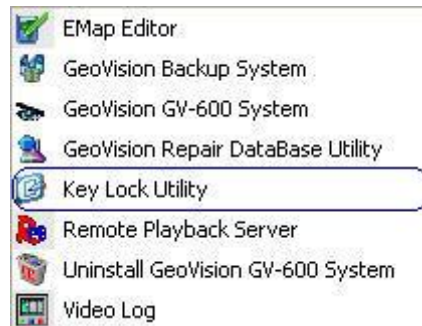 EMap Editor
GeoVision Backup System
GeoVision GV-600 System
GeoVision Repair DataBase Utility
Key Lock Utility
Remote Playback Server
Uninstall GeoVision GV-600 System
Video Log